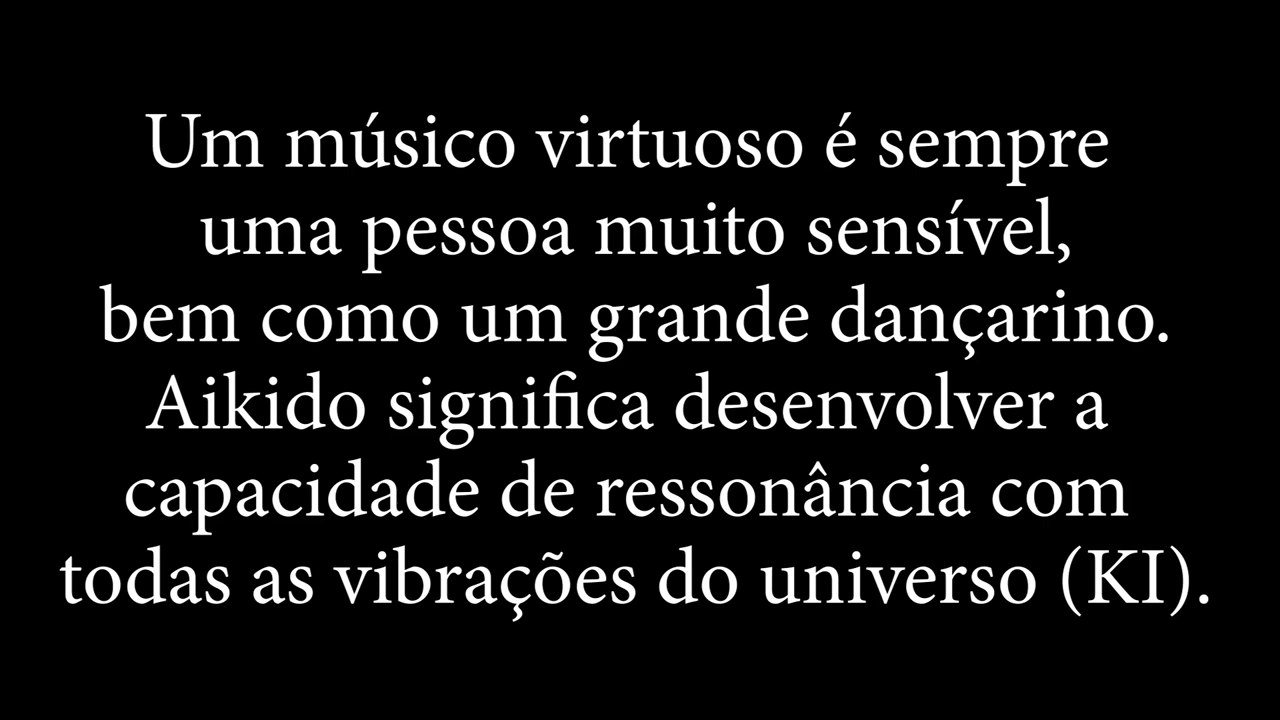 Um músico virtuoso é sempre
uma pessoa muito sensível,
bem como um grande dançarino.
Aikido significa desenvolver a
capacidade de ressonância com
todas as vibrações do universo (KI).